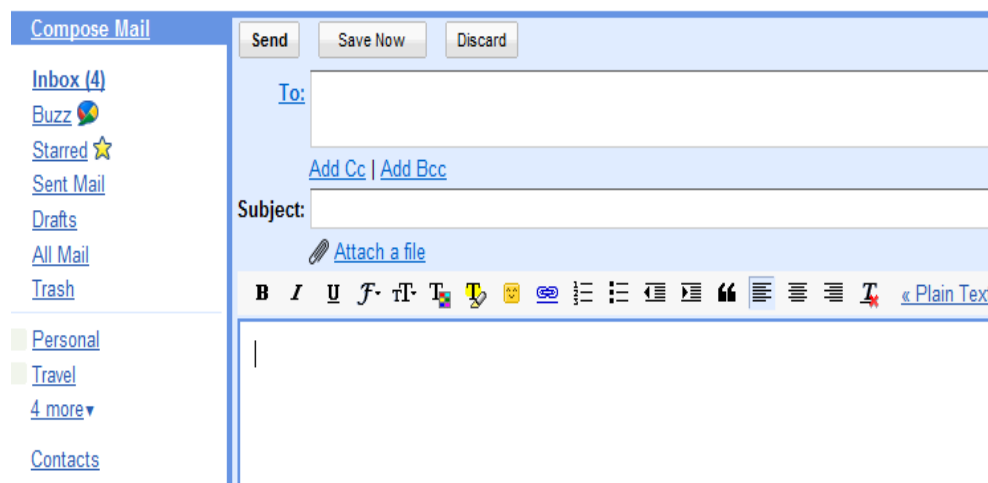 Compose Mail
Inbox (4)
Buzz
Starred
Sent Mail
Drafts
All Mail
Trash
Personal
Travel
4 more▾
Contacts
Send Save Now Discard
To:
Add Cc | Add Bcc
Subject:
Attach a file
B I U F TT T T « Plain Tex